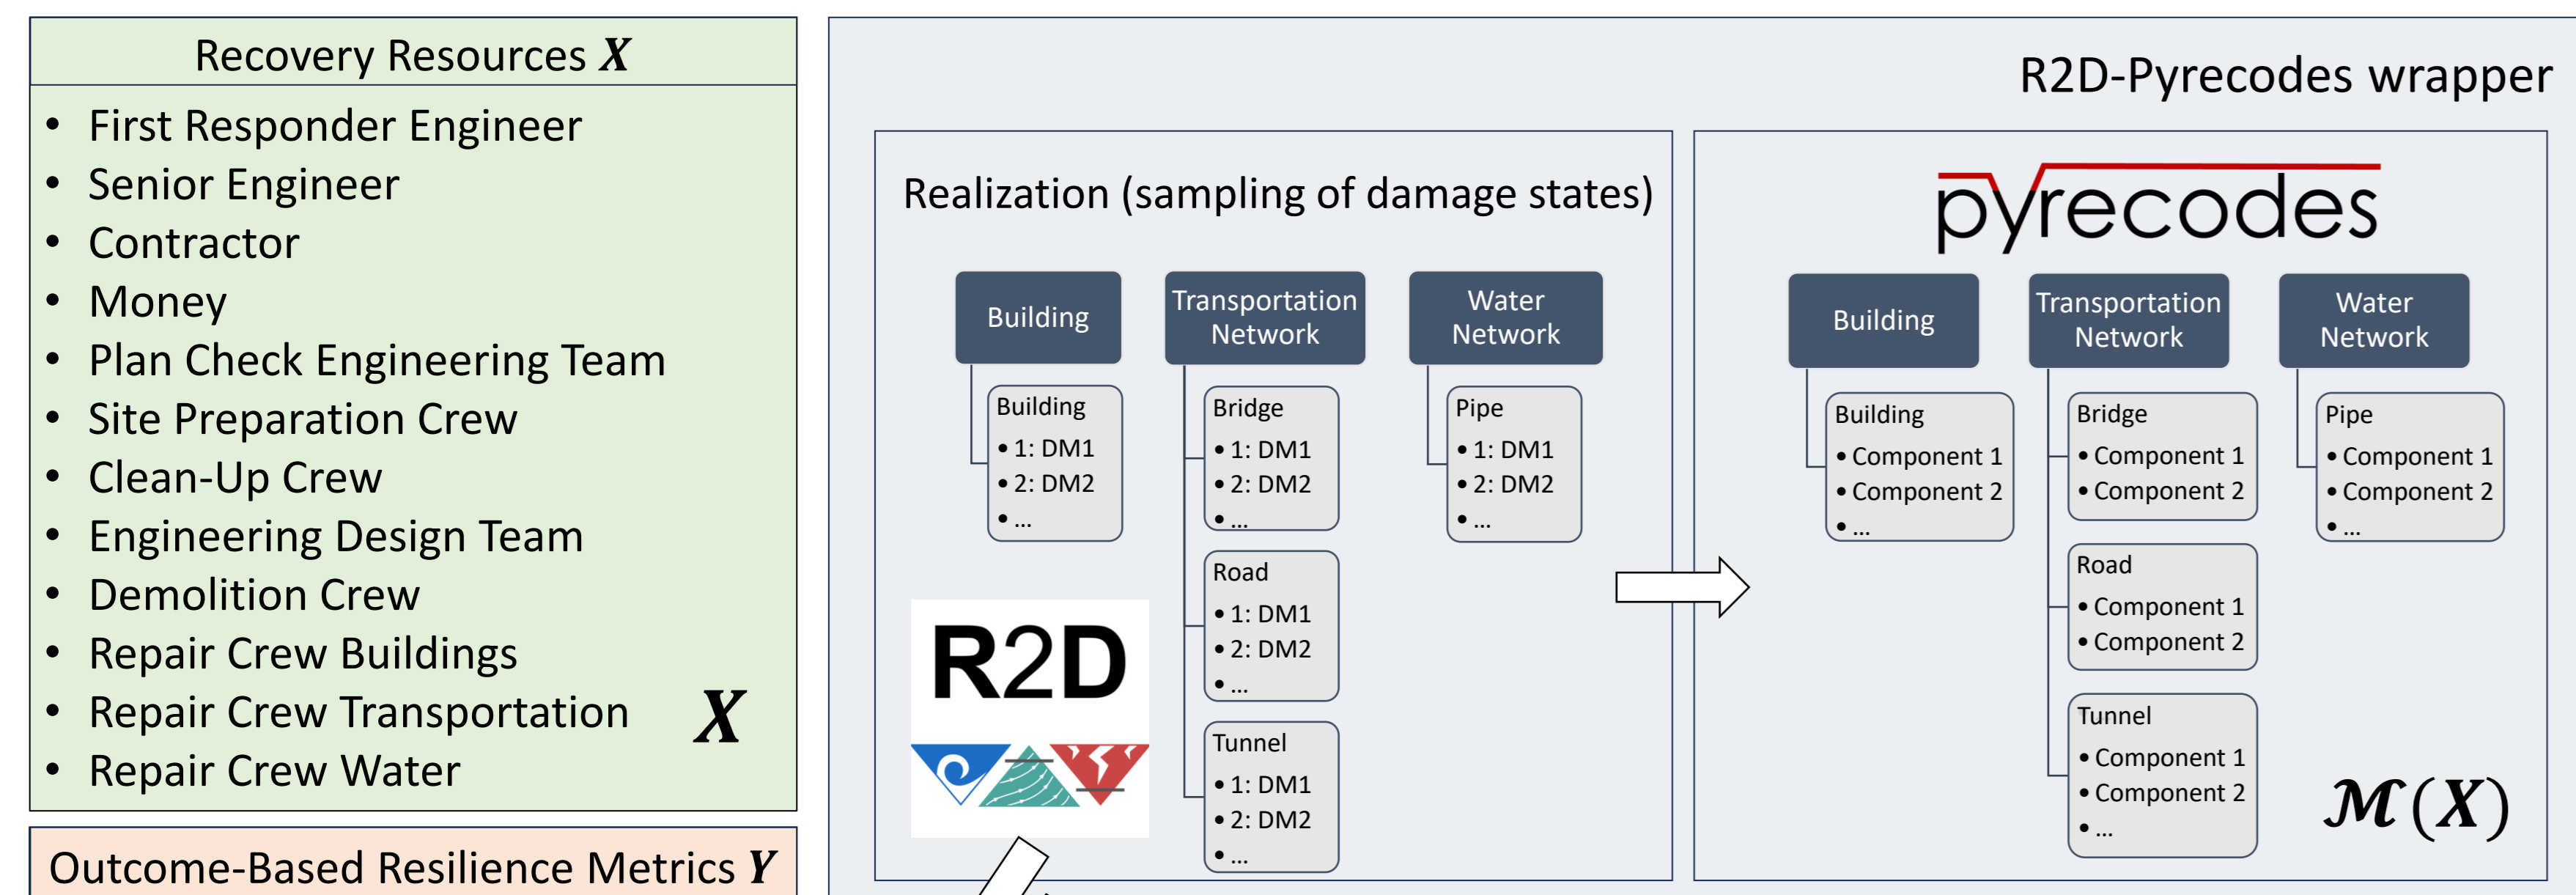 Recovery Resources X
• First Responder Engineer
• Senior Engineer
• Contractor
• Money
• Plan Check Engineering Team
• Site Preparation Crew
• Clean-Up Crew
• Engineering Design Team
• Demolition Crew
• Repair Crew Buildings
• Repair Crew Transportation
• Repair Crew Water
X
Outcome-Based Resilience Metrics Y
R2D-Pyrecodes wrapper
Realization (sampling of damage states)
Building
Building
• 1: DM1
• 2: DM2
• ...
Transportation
Network
Bridge
• 1: DM1
• 2: DM2
• ...
Road
• 1: DM1
• 2: DM2
• ...
Tunnel
• 1: DM1
• 2: DM2
• ...
Water
Network
Pipe
• 1: DM1
• 2: DM2
• ...
R2D
pyrecodes
Building
Building
• Component 1
• Component 2
• ...
Transportation
Network
Bridge
• Component 1
• Component 2
Road
• Component 1
• Component 2
Tunnel
• Component 1
• Component 2
• ...
Water
Network
Pipe
• Component 1
• Component 2
• ...
ℳ(X)